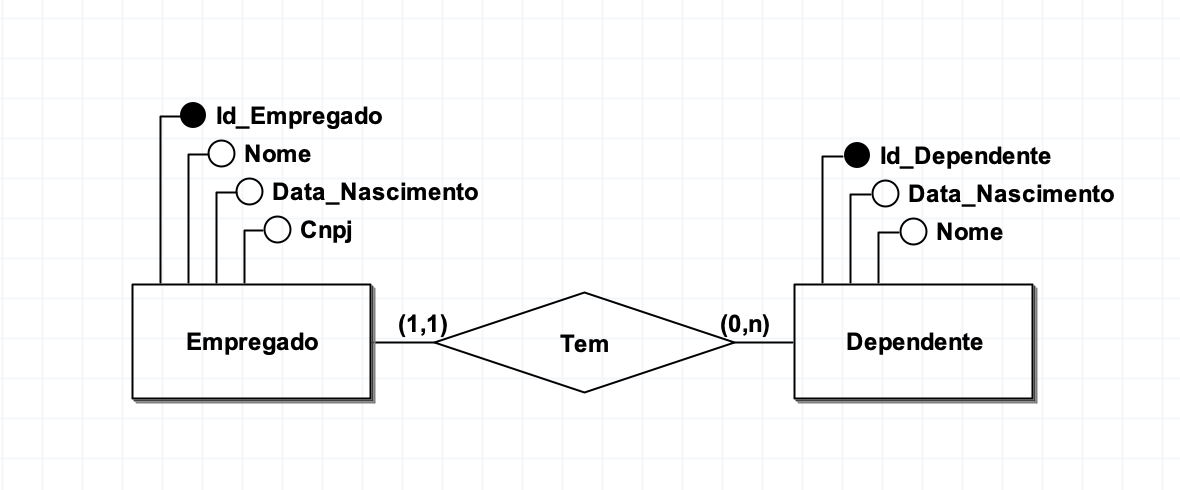 Id_Empregado
Nome
Data_Nascimento
Cnpj
Id_Dependente
Data_Nascimento
Nome
Empregado
(1,1)
Tem
(0,n)
Dependente